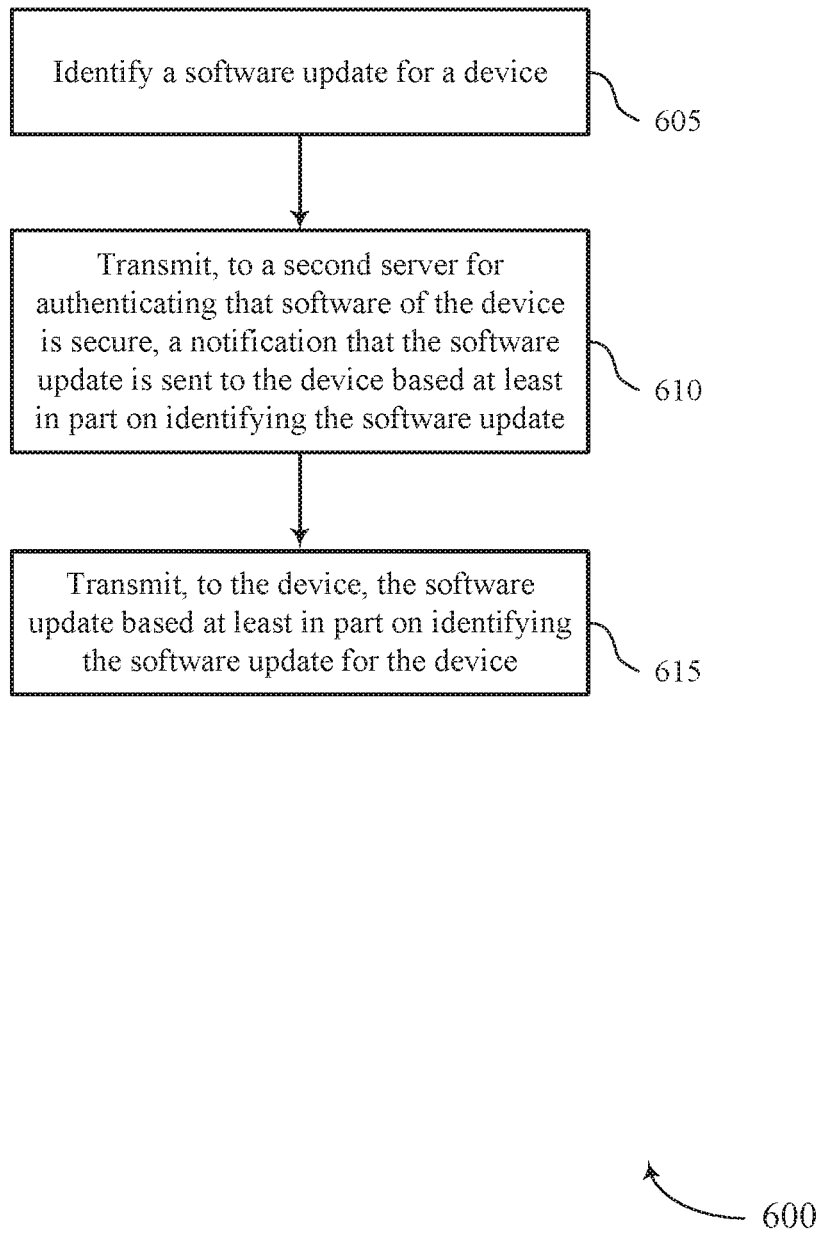 Identify a software update for a device
605
Transmit, to a second server for
authenticating that software of the device
is secure, a notification that the software
update is sent to the device based at least
in part on identifying the software update
610
Transmit, to the device, the software
update based at least in part on identifying
the software update for the device
615
600